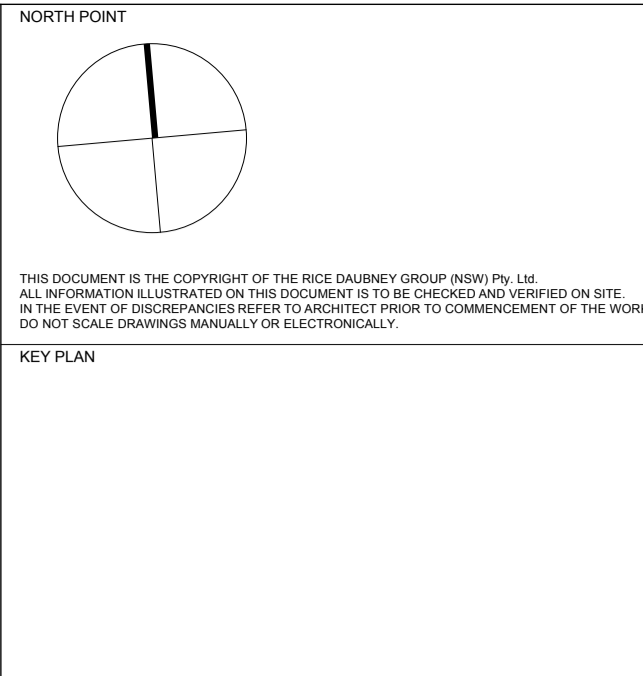 NORTH POINT
THIS DOCUMENT IS THE COPYRIGHT OF THE RICE DAUBNEY GROUP (NSW) Pty. Ltd.
ALL INFORMATION ILLUSTRATED ON THIS DOCUMENT IS TO BE CHECKED AND VERIFIED ON SITE.
IN THE EVENT OF DISCREPANCIES REFER TO ARCHITECT PRIOR TO COMMENCEMENT OF THE WOR
DO NOT SCALE DRAWINGS MANUALLY OR ELECTRONICALLY.
KEY PLAN